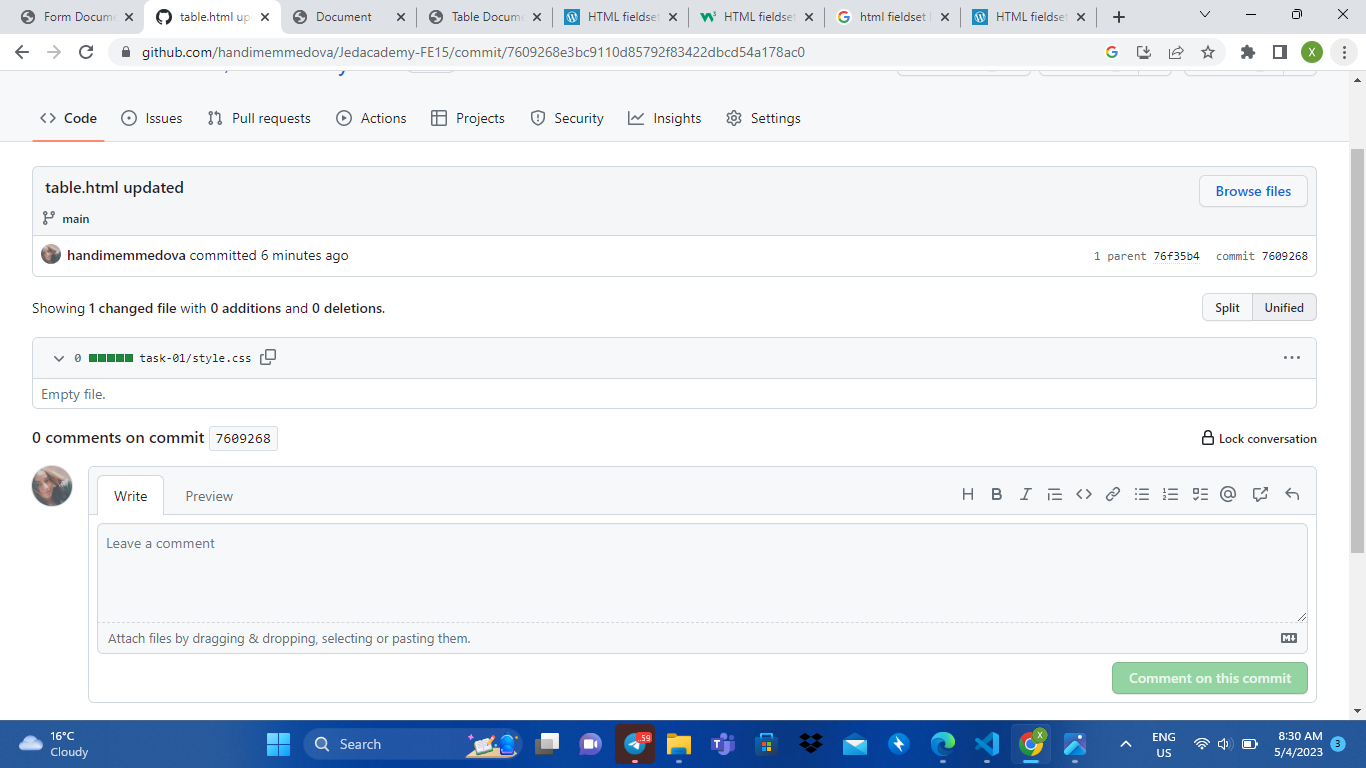 Form Docum
table.html up
Document
Table Docum
HTML fieldset
HTML fieldset
html fieldset
HTML fieldset
github.com/handimemmedova/Jedacademy-FE15/commit/7609268e3bc9110d85792f83422dbcd54a178ac0
X
Code Issues Pull requests Actions Projects Security Insights Settings
table.html updated
Browse files
main
handimemmedova committed 6 minutes ago
1 parent 76f35b4 commit 7609268
Showing 1 changed file with 0 additions and 0 deletions.
Split Unified
0 task-01/style.css
Empty file.
0 comments on commit 7609268
Lock conversation
Write Preview
Leave a comment
Attach files by dragging & dropping, selecting or pasting them.
Comment on this commit
16°C
Cloudy
Search
59
X
ENG
US
8:30 AM
5/4/2023
3